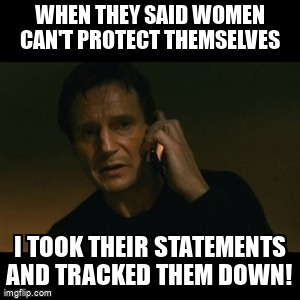 WHEN THEY SAID WOMEN
CAN'T PROTECT THEMSELVES
I TOOK THEIR STATEMENTS
AND TRACKED THEM DOWN!
imgflip.com